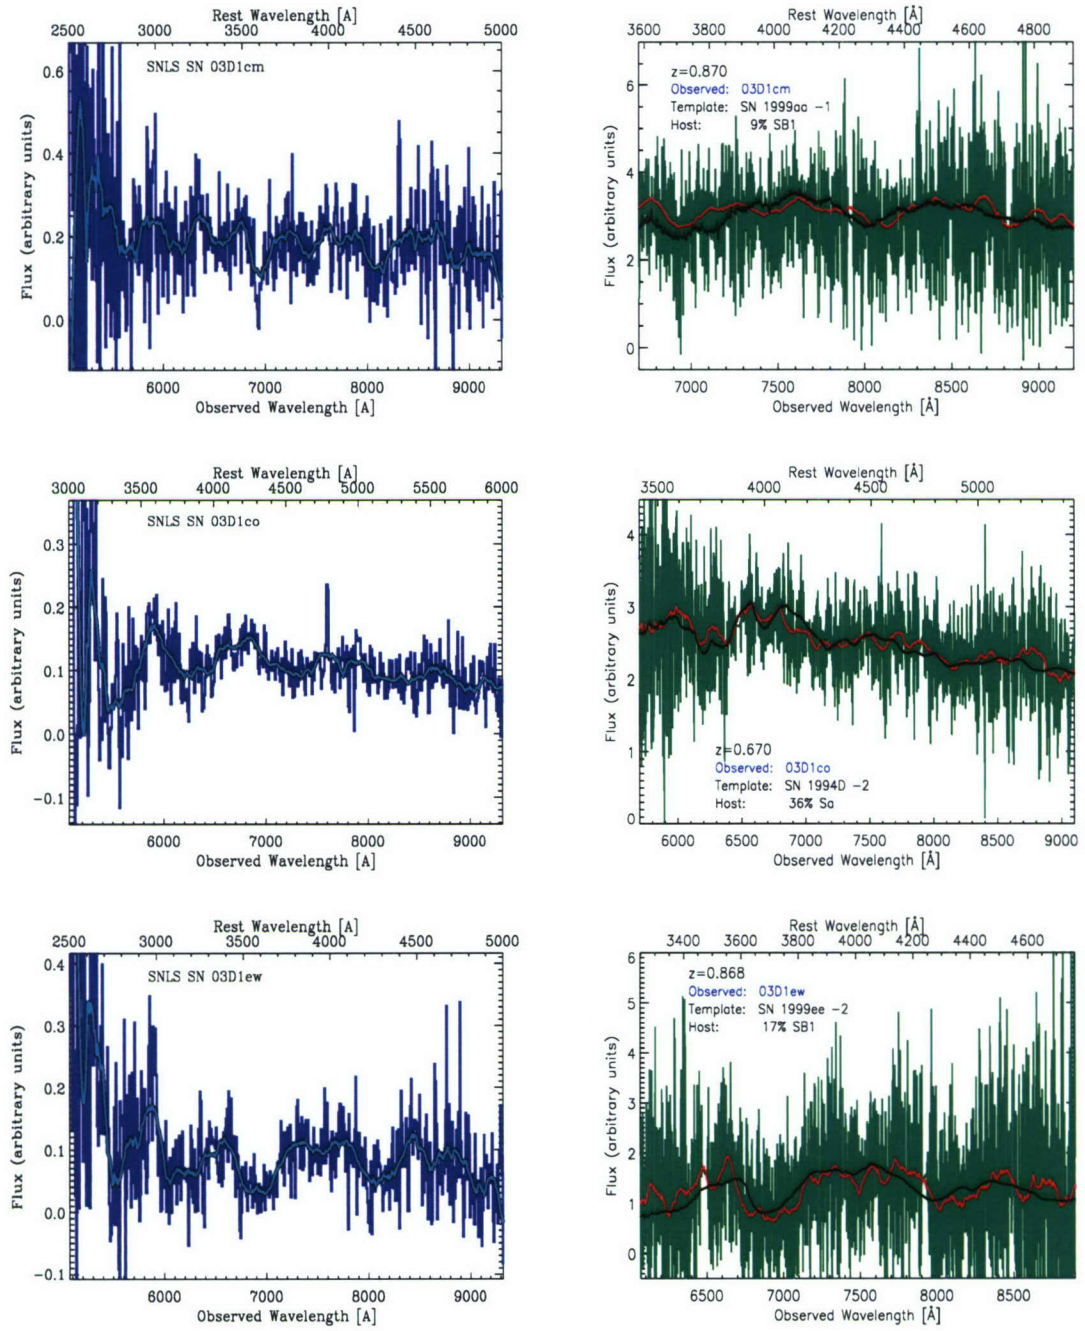 Rest Wavelength [A]
2500 3000 3500 4000 4500 5000
SNLS SN 03D1cm
Flux (arbitrary units)
0.6
0.4
0.2
0.0
6000 7000 8000 9000
Observed Wavelength [A]
Rest Wavelength [Å]
3600 3800 4000 4200 4400 4600 4800
z=0.870
Observed: 03D1cm
Template: SN 1999aa -1
Host: 9% SB1
Flux (arbitrary units)
6
4
2
0
7000 7500 8000 8500 9000
Observed Wavelength [Å]
Rest Wavelength [A]
3000 3500 4000 4500 5000 5500 6000
SNLS SN 03D1co
Flux (arbitrary units)
0.3
0.2
0.1
0.0
-0.1
6000 7000 8000 9000
Observed Wavelength [A]
Rest Wavelength [Å]
3500 4000 4500 5000
Flux (arbitrary units)
4
3
2
1
0
z=0.670
Observed: 03D1co
Template: SN 1994D -2
Host: 36% Sa
6000 6500 7000 7500 8000 8500 9000
Observed Wavelength [Å]
Rest Wavelength [A]
2500 3000 3500 4000 4500 5000
SNLS SN 03D1ew
Flux (arbitrary units)
0.4
0.3
0.2
0.1
0.0
-0.1
6000 7000 8000 9000
Observed Wavelength [A]
Rest Wavelength [Å]
3400 3600 3800 4000 4200 4400 4600
z=0.868
Observed: 03D1ew
Template: SN 1999ee -2
Host: 17% SB1
Flux (arbitrary units)
6
5
4
3
2
1
0
6500 7000 7500 8000 8500
Observed Wavelength [Å]